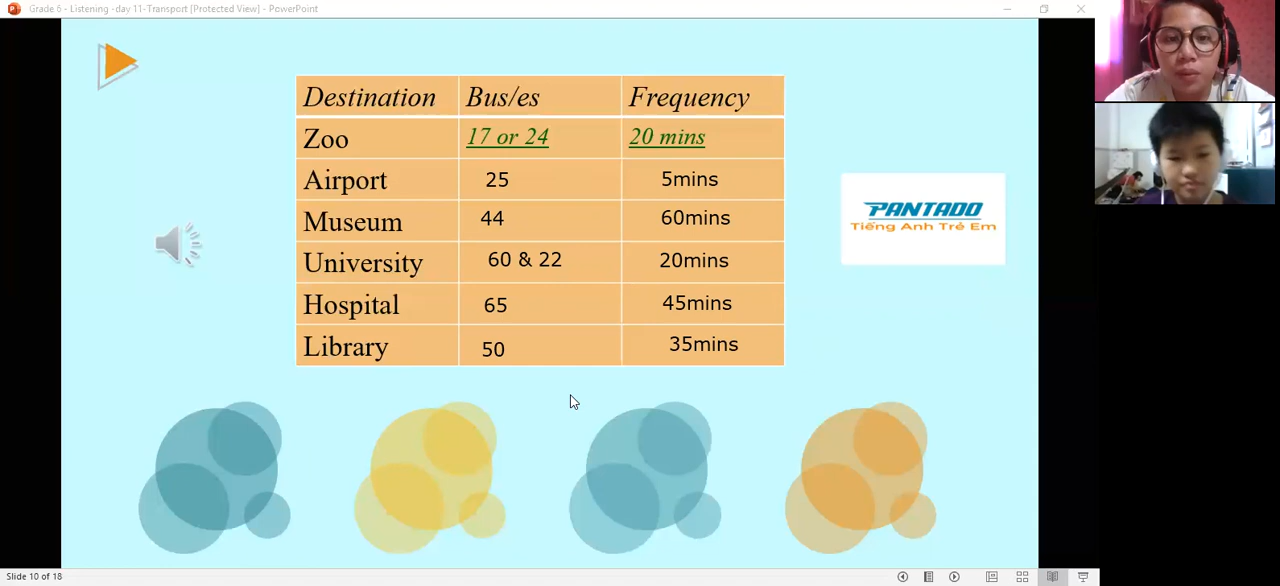 Grade 6 - Listening -day 11-Transport [Protected View] - PowerPoint
Destination Bus/es Frequency
Zoo 17 or 24 20 mins
Airport 25 5mins
Museum 44 60mins
University 60 & 22 20mins
Hospital 65 45mins
Library 50 35mins
PANTADO
Tiếng Anh Trẻ Em
Slide 10 of 18